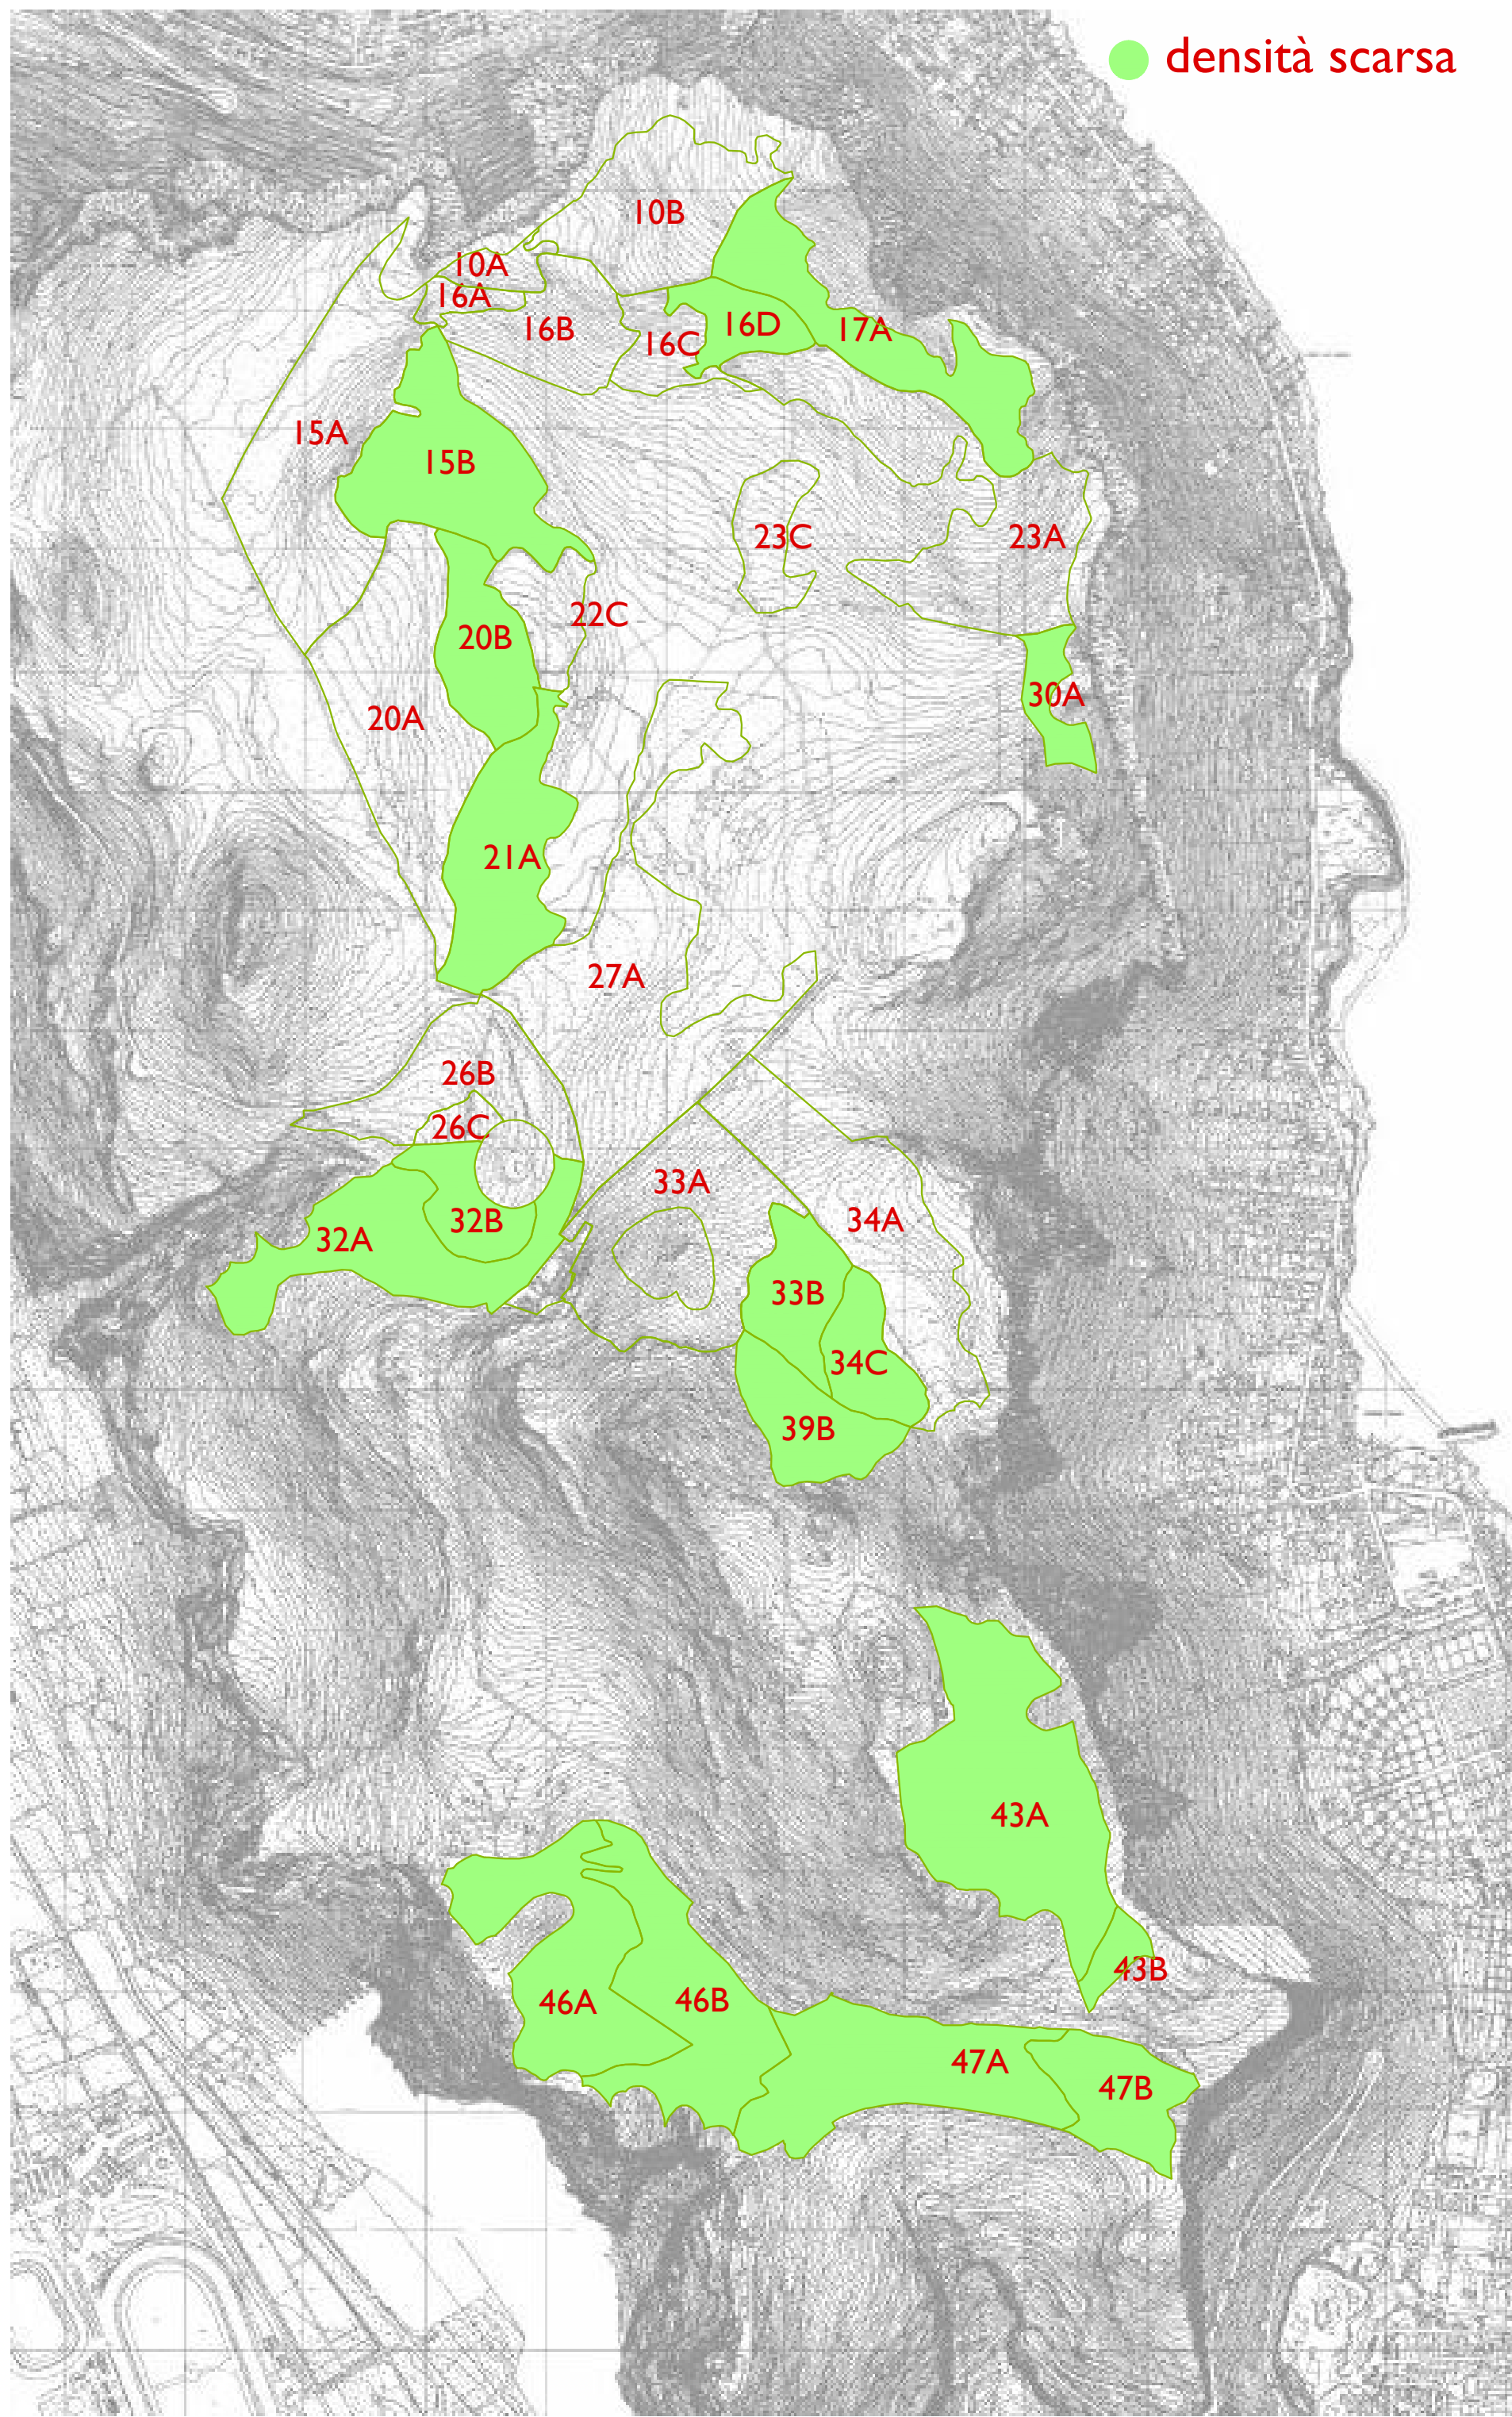 densità scarsa
10B
10A
16A
16B
16C
16D
17A
15A
15B
23C
23A
22C
20B
30A
20A
21A
27A
26B
26C
33A
34A
32B
32A
33B
34C
39B
43A
43B
46A
46B
47A
47B